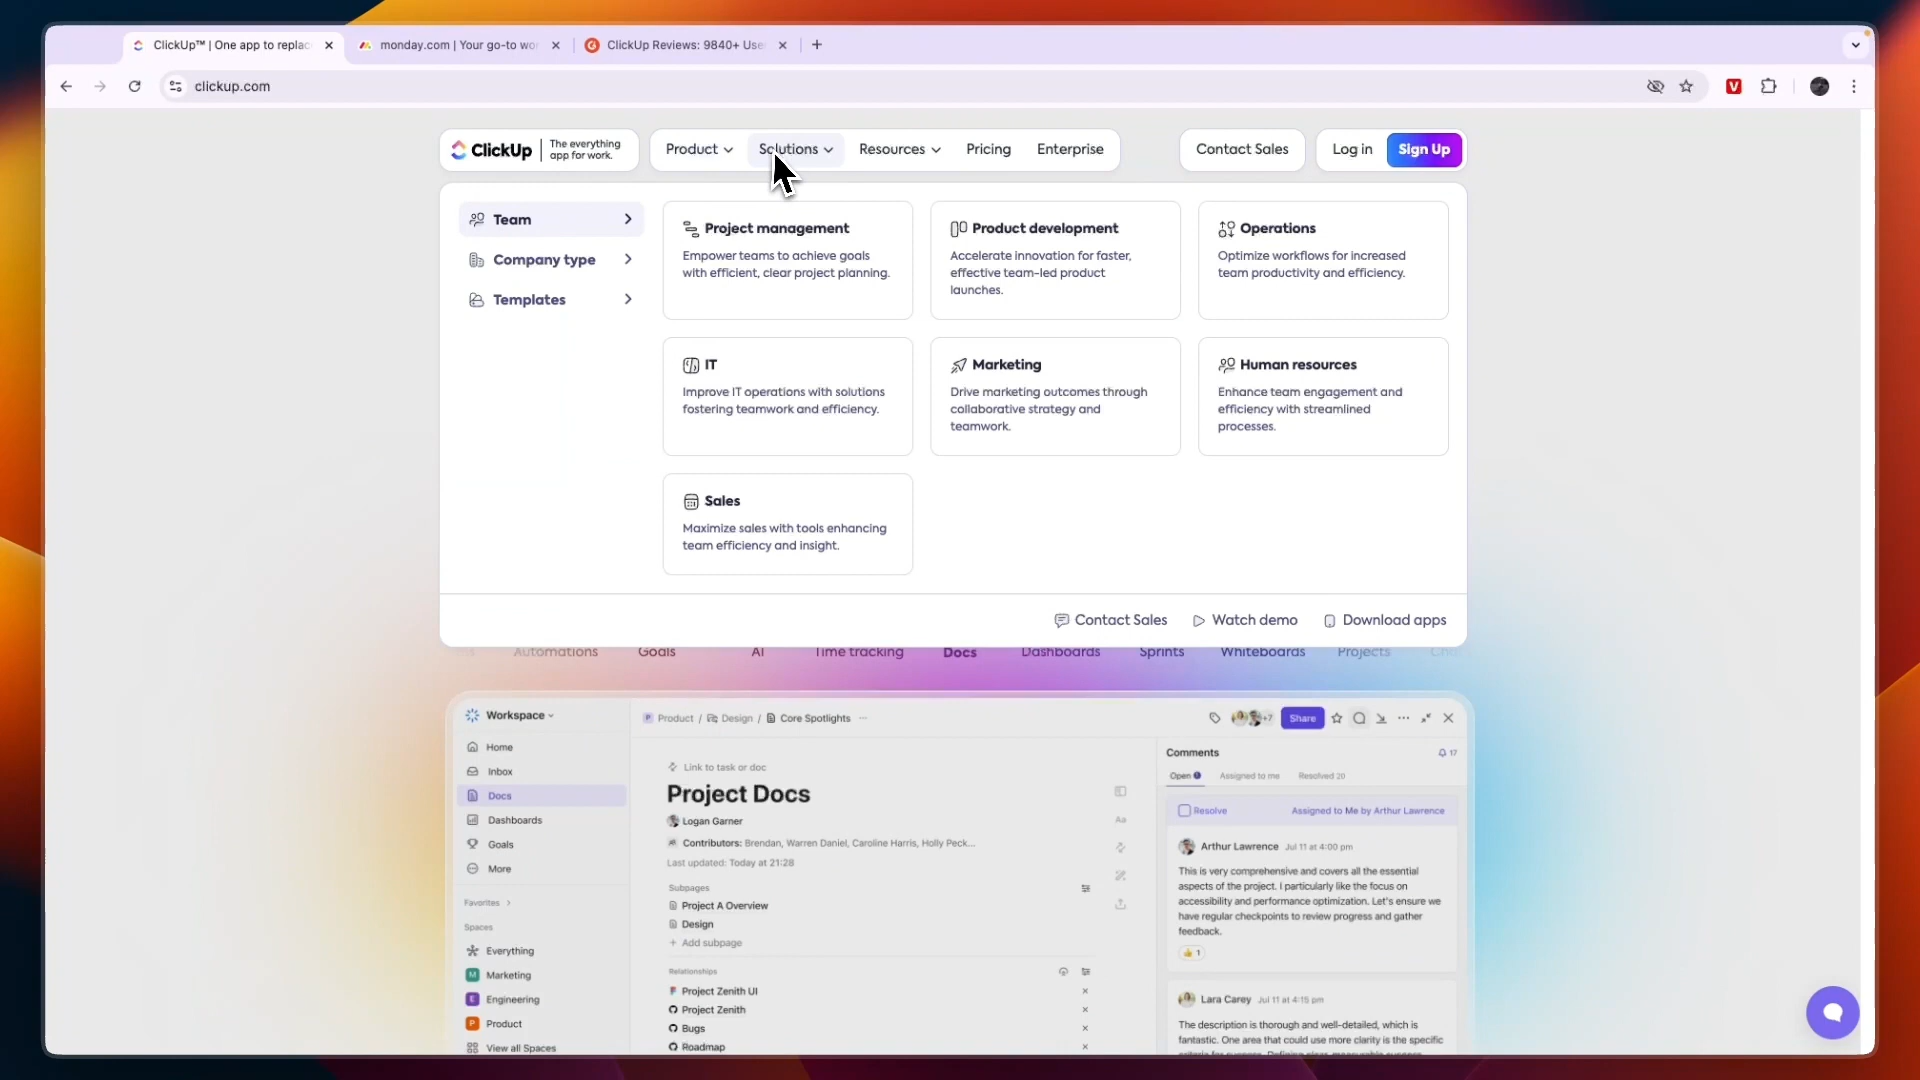 ClickUp™ | One app to replac
monday.com | Your go-to wor
ClickUp Reviews: 9840+ Use
clickup.com
ClickUp
The everything
app for work.
Product
Solutions
Resources
Pricing
Enterprise
Contact Sales
Log in
Sign Up
Team
Company type
Templates
Project management
Empower teams to achieve goals
with efficient, clear project planning.
Product development
Accelerate innovation for faster,
effective team-led product
launches.
Operations
Optimize workflows for increased
team productivity and efficiency.
IT
Improve IT operations with solutions
fostering teamwork and efficiency.
Marketing
Drive marketing outcomes through
collaborative strategy and
teamwork.
Human resources
Enhance team engagement and
efficiency with streamlined
processes.
Sales
Maximize sales with tools enhancing
team efficiency and insight.
Contact Sales
Watch demo
Download apps
Automations
Goals
AI
Time tracking
Docs
Dashboards
Sprints
Whiteboards
Projects
Workspace
Home
Inbox
Docs
Dashboards
Goals
More
Favorites
Spaces
Everything
M Marketing
E Engineering
P Product
View all Spaces
P Product / Design / Core Spotlights
+7
Share
Link to task or doc
Project Docs
Logan Garner
Contributors: Brendan, Warren Daniel, Caroline Harris, Holly Peck...
Last updated: Today at 21:28
Subpages
Project A Overview
Design
+ Add subpage
Relationships
Project Zenith UI
Project Zenith
Bugs
Roadmap
Aa
Comments
17
Open
Assigned to me
Resolved 20
Resolve
Assigned to Me by Arthur Lawrence
Arthur Lawrence Jul 11 at 4:00 pm
This is very comprehensive and covers all the essential
aspects of the project. I particularly like the focus on
accessibility and performance optimization. Let's ensure we
have regular checkpoints to review progress and gather
feedback.
1
Lara Carey Jul 11 at 4:15 pm
The description is thorough and well-detailed, which is
fantastic. One area that could use more clarity is the specific